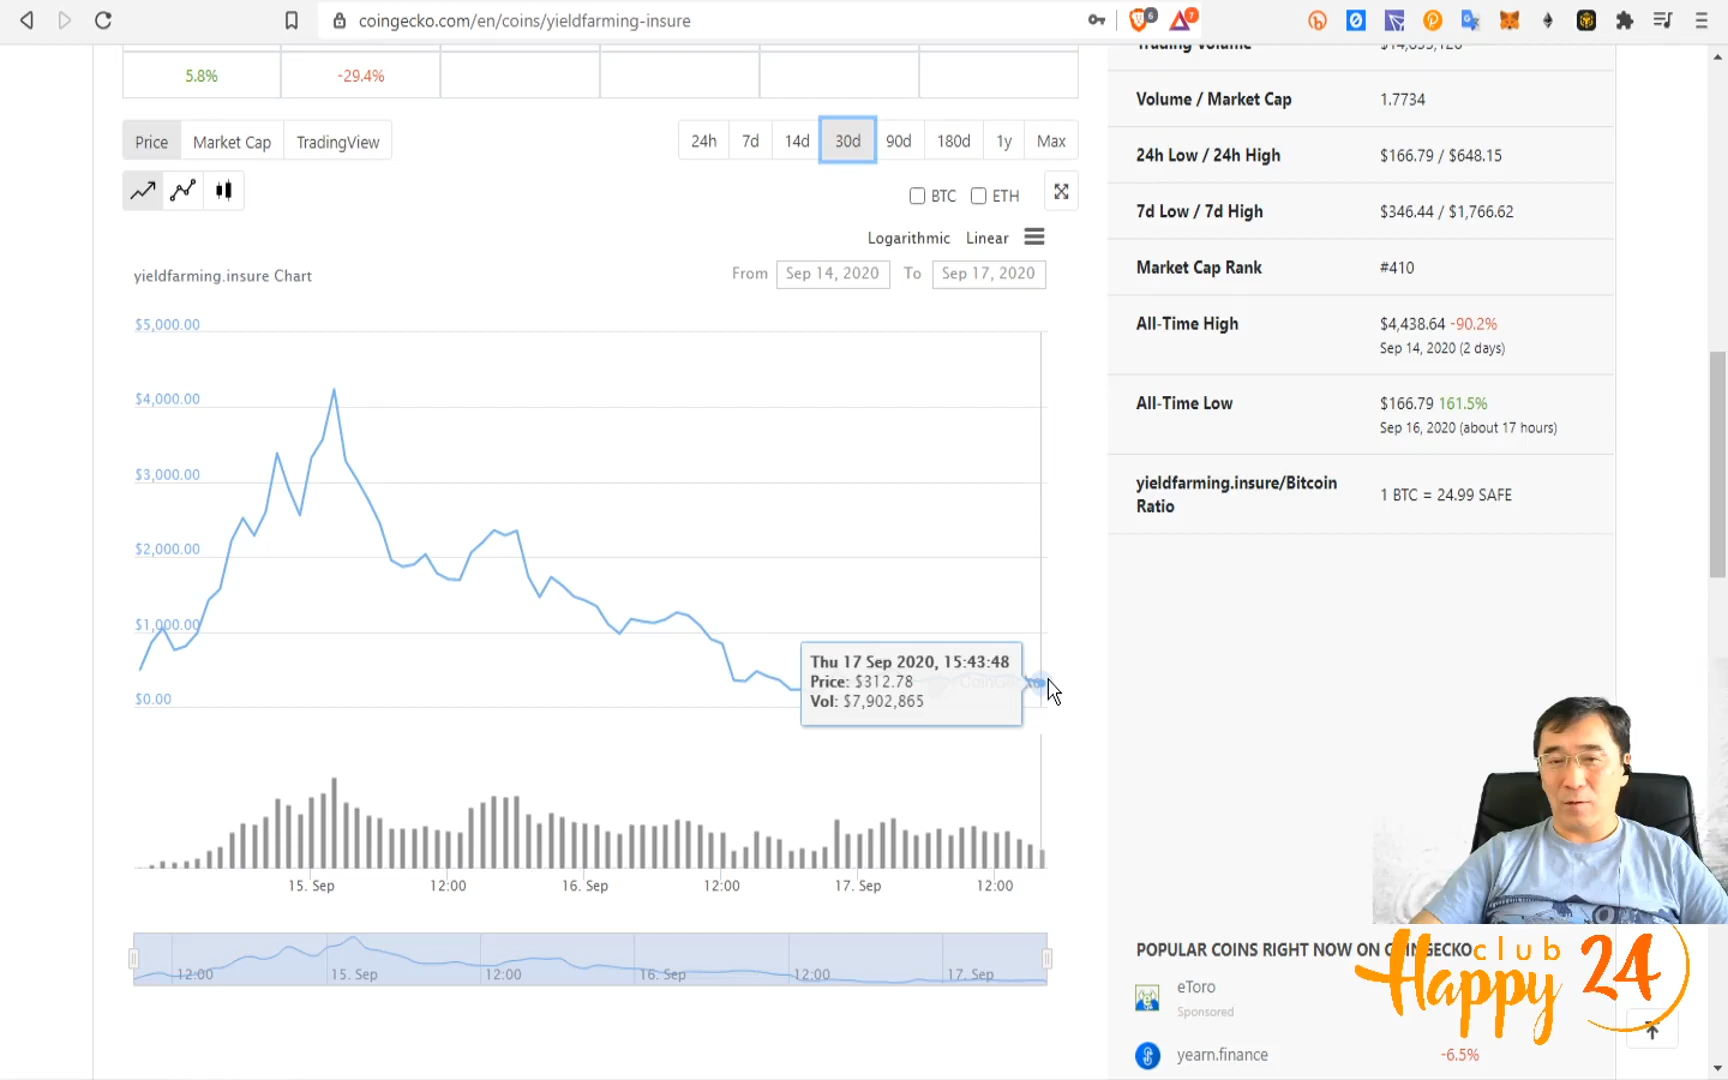 coingecko.com/en/coins/yieldfarming-insure
6
7
5.8%
-29.4%
Price
Market Cap
TradingView
24h
7d
14d
30d
90d
180d
1y
Max
BTC
ETH
Logarithmic
Linear
yieldfarming.insure Chart
From
Sep 14, 2020
To
Sep 17, 2020
$5,000.00
$4,000.00
$3,000.00
$2,000.00
$1,000.00
$0.00
Thu 17 Sep 2020, 15:43:48
Price: $312.78
Vol: $7,902,865
15. Sep
12:00
16. Sep
12:00
17. Sep
12:00
12:00
15. Sep
12:00
16. Sep
12:00
17. Sep
Trading Volume
Volume / Market Cap
1.7734
24h Low / 24h High
$166.79 / $648.15
7d Low / 7d High
$346.44 / $1,766.62
Market Cap Rank
#410
All-Time High
$4,438.64 -90.2%
Sep 14, 2020 (2 days)
All-Time Low
$166.79 161.5%
Sep 16, 2020 (about 17 hours)
yieldfarming.insure/Bitcoin
Ratio
1 BTC = 24.99 SAFE
POPULAR COINS RIGHT NOW ON COINGECKO
eToro
Sponsored
yearn.finance
-6.5%
club
Happy 24